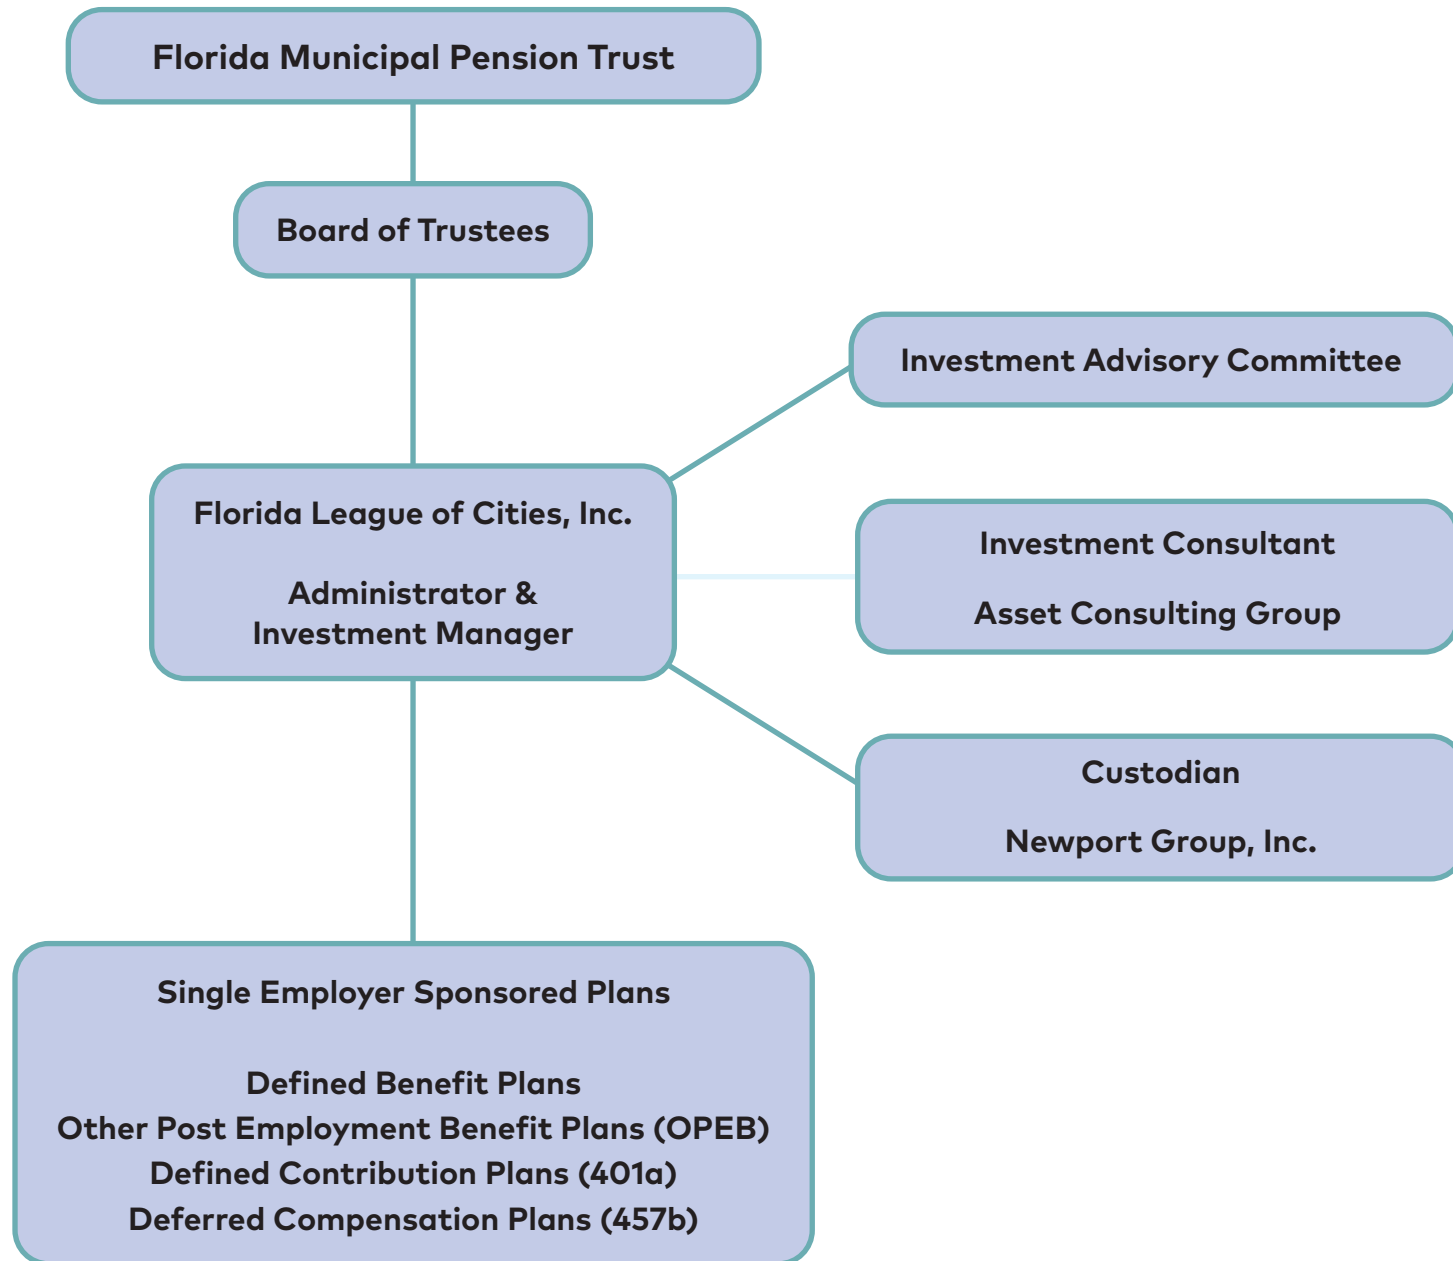 Florida Municipal Pension Trust
Board of Trustees
Investment Advisory Committee
Florida League of Cities, Inc.
Administrator &
Investment Manager
Investment Consultant
Asset Consulting Group
Custodian
Newport Group, Inc.
Single Employer Sponsored Plans
Defined Benefit Plans
Other Post Employment Benefit Plans (OPEB)
Defined Contribution Plans (401a)
Deferred Compensation Plans (457b)